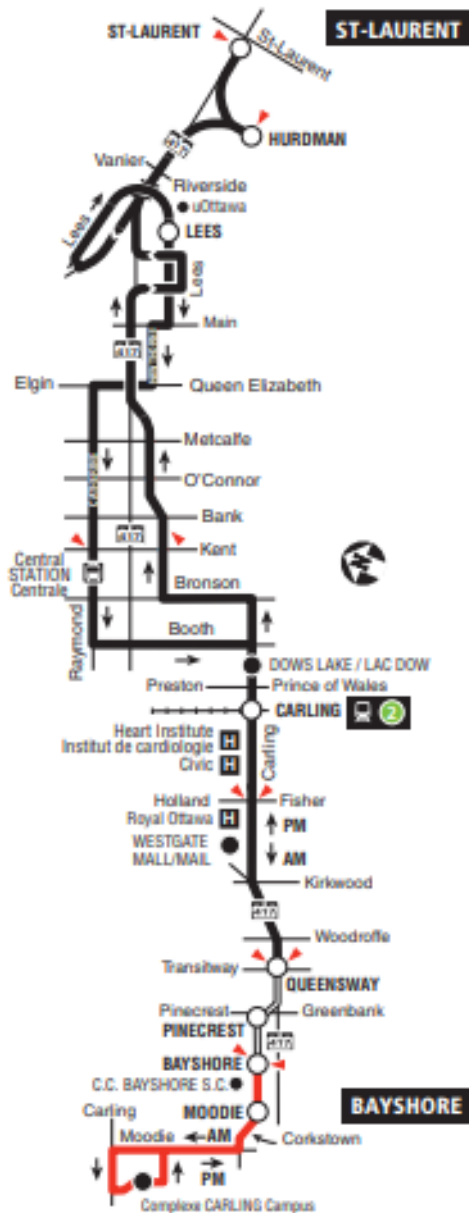 ST-LAURENT
ST-LAURENT
St-Laurent
HURDMAN
417
Vanier
Riverside
uOttawa
Lees
LEES
Lees
Main
417
Elgin
Queen Elizabeth
Metcalfe
O'Connor
Bank
417
Kent
Central
STATION
Centrale
Bronson
Raymond
Booth
DOWS LAKE / LAC DOW
Preston
Prince of Wales
CARLING
2
Heart Institute
Institut de cardiologie
H
Civic
H
Carling
Holland
Fisher
Royal Ottawa
H
PM
WESTGATE
MALL/MAIL
AM
Kirkwood
417
Woodroffe
Transitway
QUEENSWAY
Pinecrest
Greenbank
PINECREST
417
BAYSHORE
C.C. BAYSHORE S.C.
BAYSHORE
Carling
MOODIE
Moodie
AM
Corkstown
PM
Complexe CARLING Campus